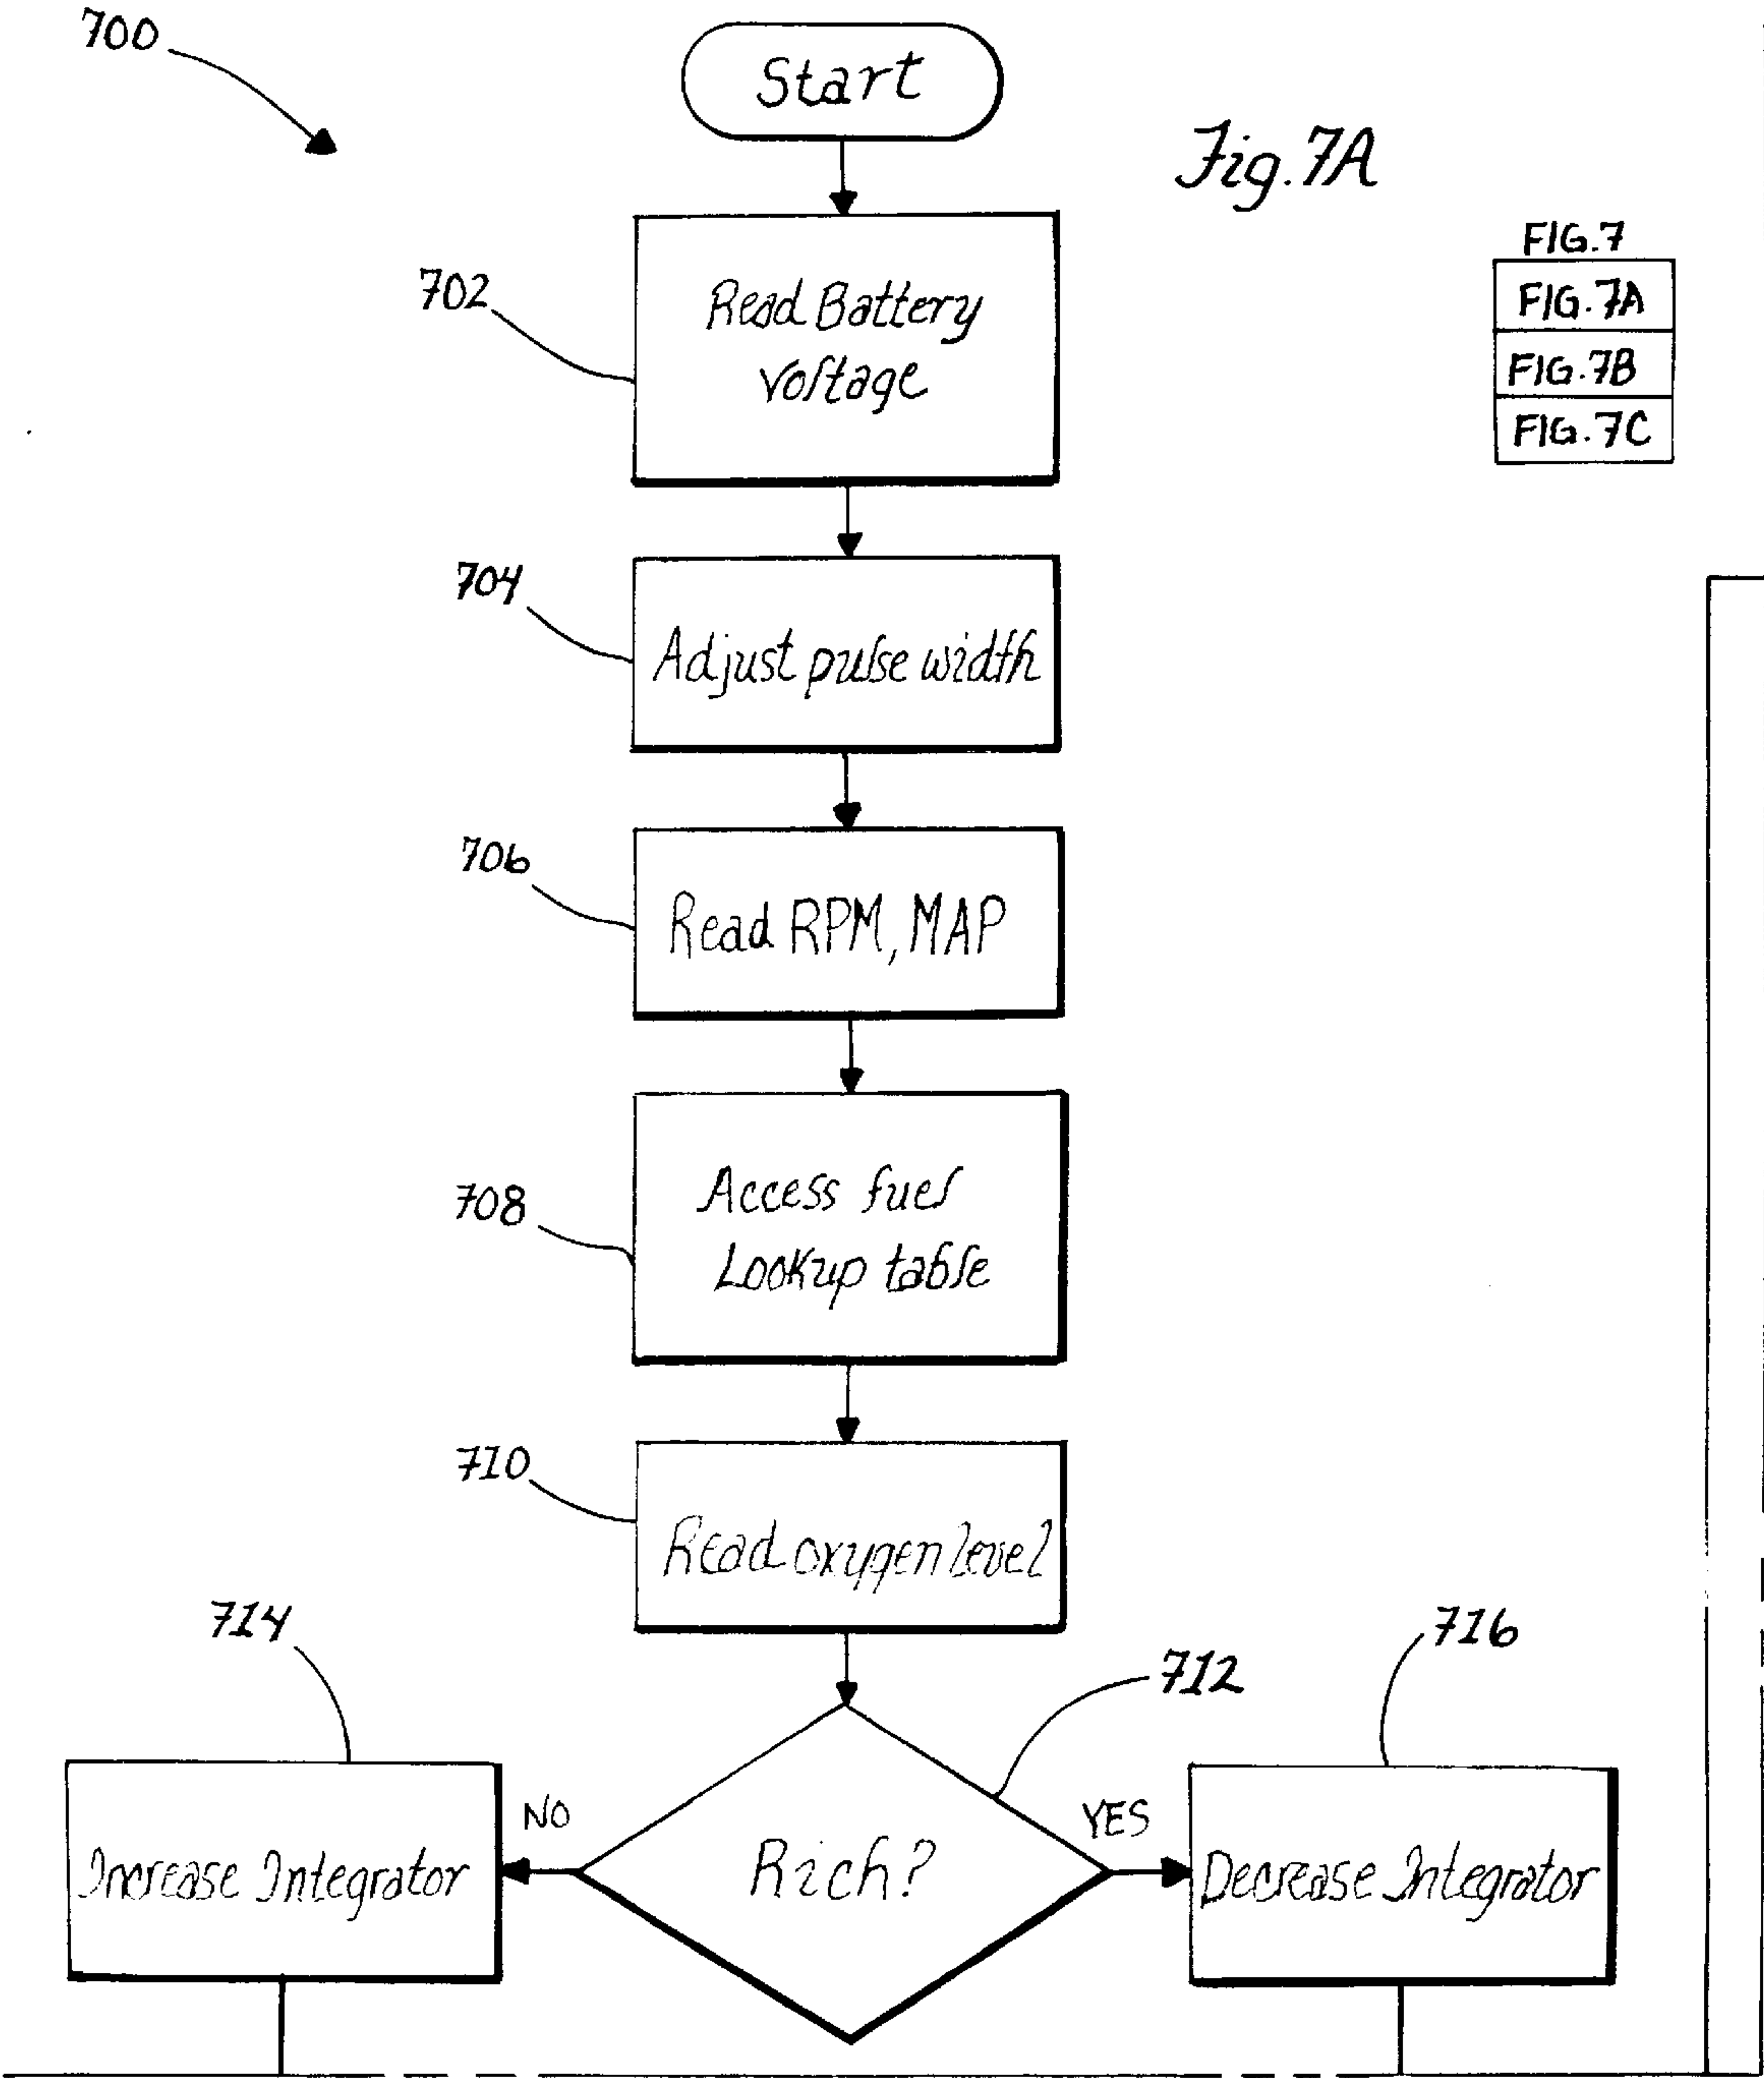 700
Start
Fig. 7A
FIG. 7
FIG. 7A
FIG. 7B
FIG. 7C
702
Read Battery
Voltage
704
Adjust pulse width
706
Read RPM, MAP
708
Access fuel
Lookup table
710
Read oxygen level
712
714
716
NO
YES
Increase Integrator
Rich?
Decrease Integrator